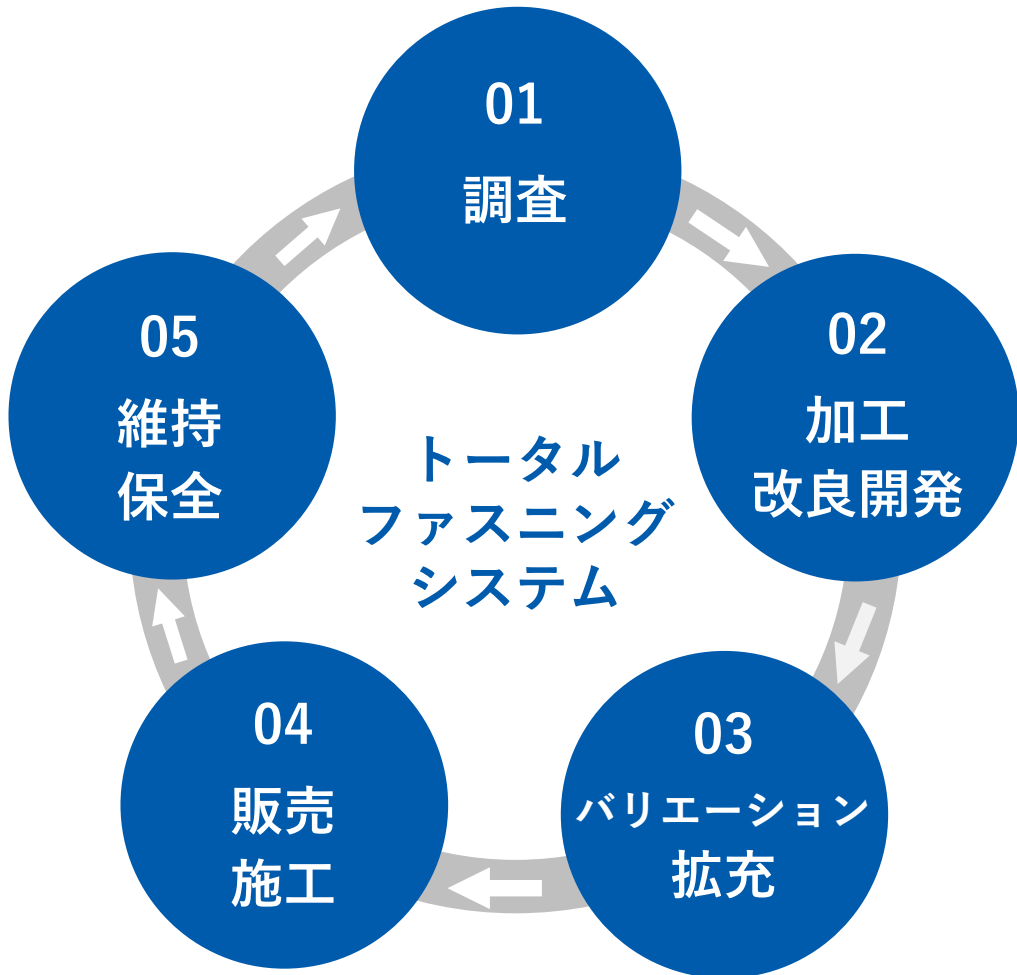 01
調査
02
加工
改良開発
03
バリエーション
拡充
04
販売
施工
05
維持
保全
トータル
ファスニング
システム